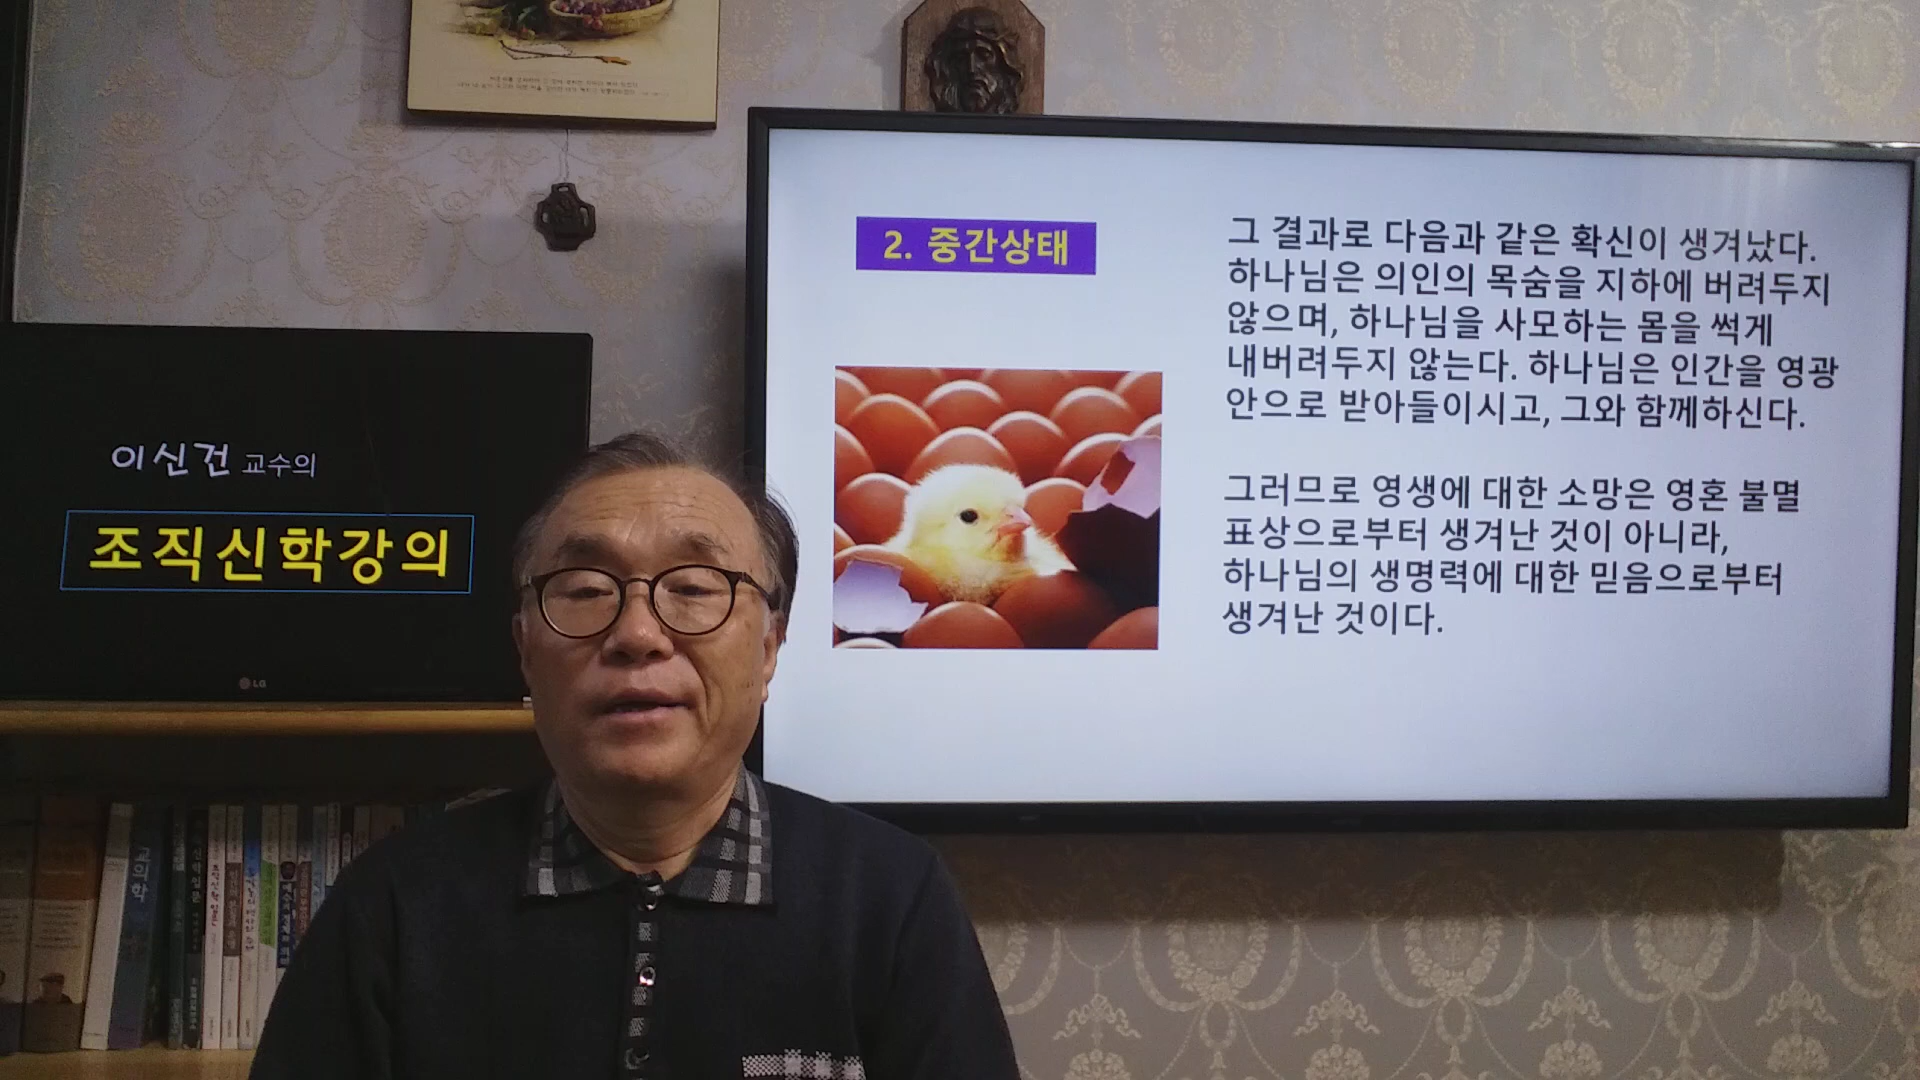 이신건 교수의
조직신학강의
LG
2. 중간상태
그 결과로 다음과 같은 확신이 생겨났다.
하나님은 의인의 목숨을 지하에 버려두지
않으며, 하나님을 사모하는 몸을 썩게
내버려두지 않는다. 하나님은 인간을 영광
안으로 받아들이시고, 그와 함께하신다.
그러므로 영생에 대한 소망은 영혼 불멸
표상으로부터 생겨난 것이 아니라,
하나님의 생명력에 대한 믿음으로부터
생겨난 것이다.